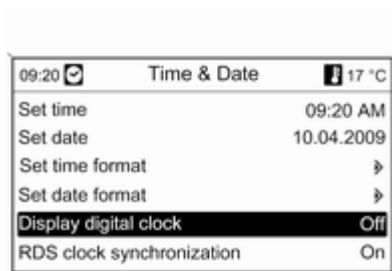 09:20 Time & Date 17 °C
Set time 09:20 AM
Set date 10.04.2009
Set time format
Set date format
Display digital clock Off
RDS clock synchronization On